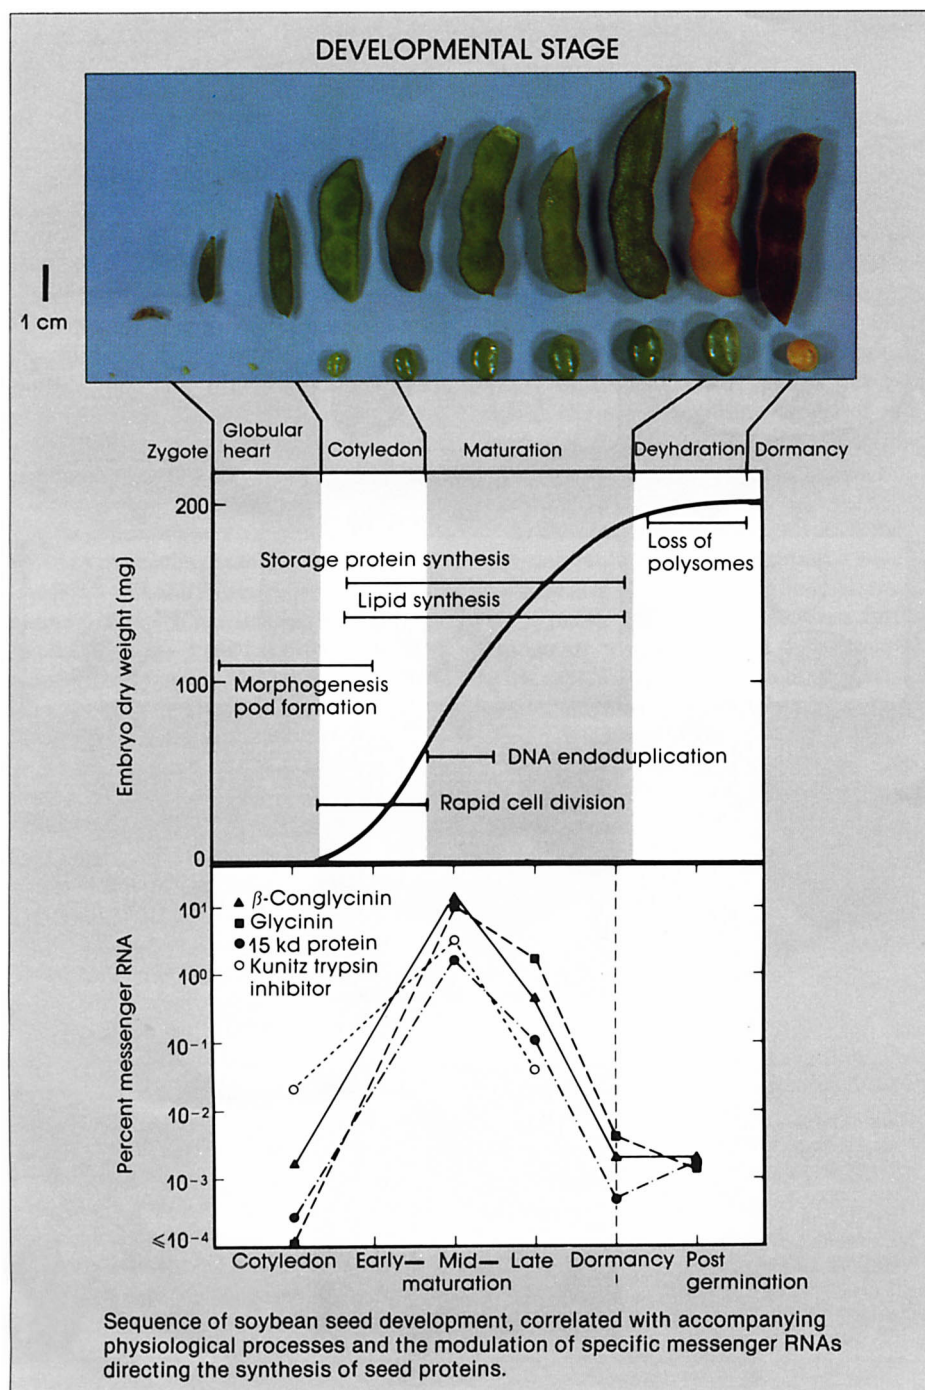 DEVELOPMENTAL STAGE
1 cm
Zygote
Globular
heart
Cotyledon
Maturation
Deyhdration
Dormancy
Embryo dry weight (mg)
200
100
0
Storage protein synthesis
Lipid synthesis
Loss of
polysomes
Morphogenesis
pod formation
DNA endoduplication
Rapid cell division
Percent messenger RNA
β-Conglycinin
Glycinin
15 kd protein
Kunitz trypsin
inhibitor
10¹
10⁰
10⁻¹
10⁻²
10⁻³
⩽10⁻⁴
Cotyledon Early— Mid— Late Dormancy Post
maturation germination
Sequence of soybean seed development, correlated with accompanying
physiological processes and the modulation of specific messenger RNAs
directing the synthesis of seed proteins.